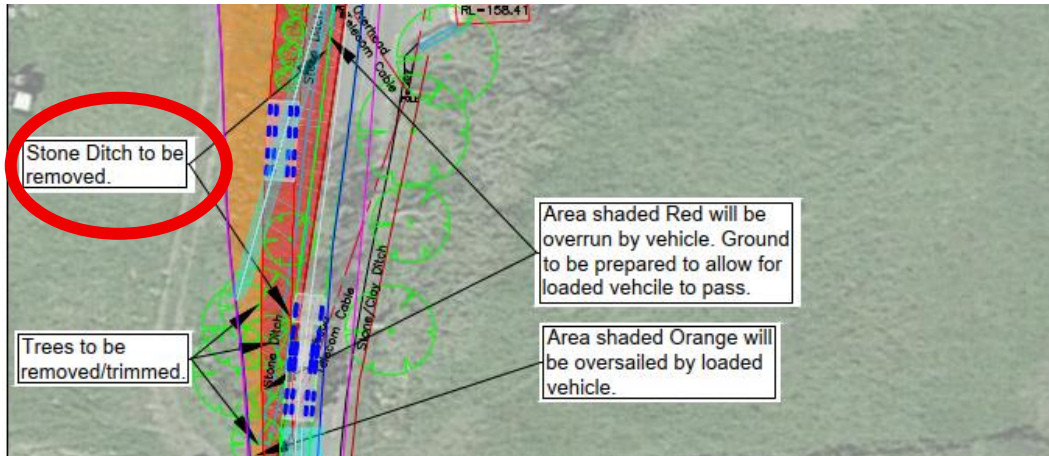 RL-158.41
Overhead
Telecom Cable
Stone Ditch
Stone Ditch to be
removed.
Area shaded Red will be
overrun by vehicle. Ground
to be prepared to allow for
loaded vehcile to pass.
Stone/Clay Ditch
Telecom Cable
Stone Ditch
Trees to be
removed/trimmed.
Area shaded Orange will
be oversailed by loaded
vehicle.